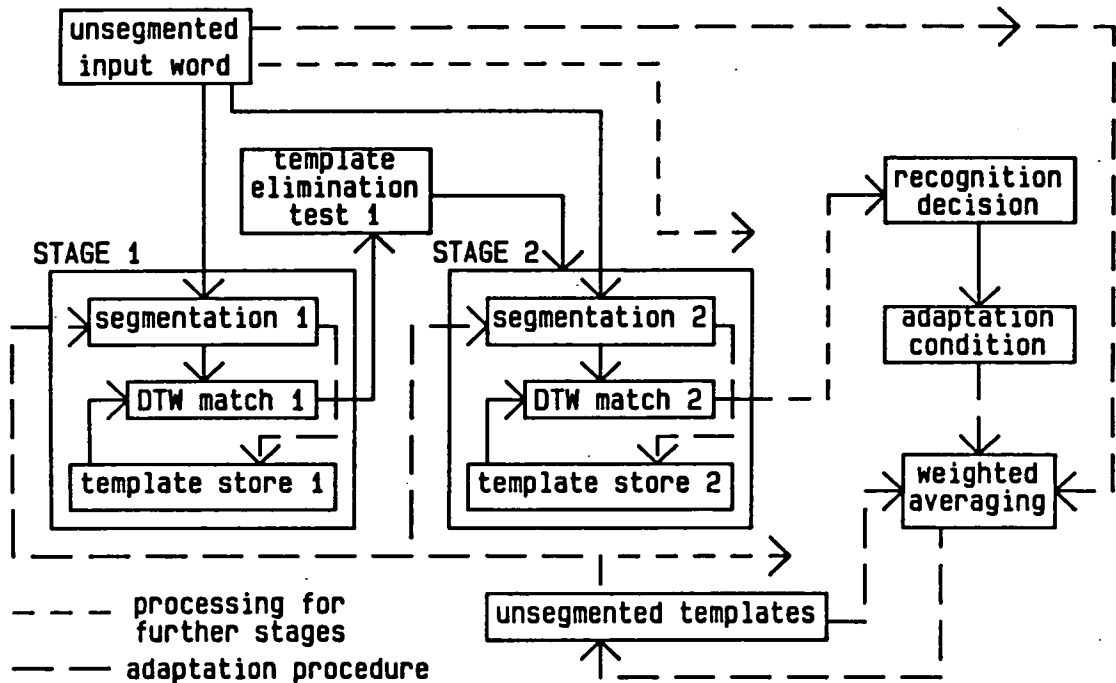 unsegmented
input word
template
elimination
test 1
recognition
decision
STAGE 1
STAGE 2
segmentation 1
segmentation 2
adaptation
condition
DTW match 1
DTW match 2
template store 1
template store 2
weighted
averaging
unsegmented templates
processing for
further stages
adaptation procedure